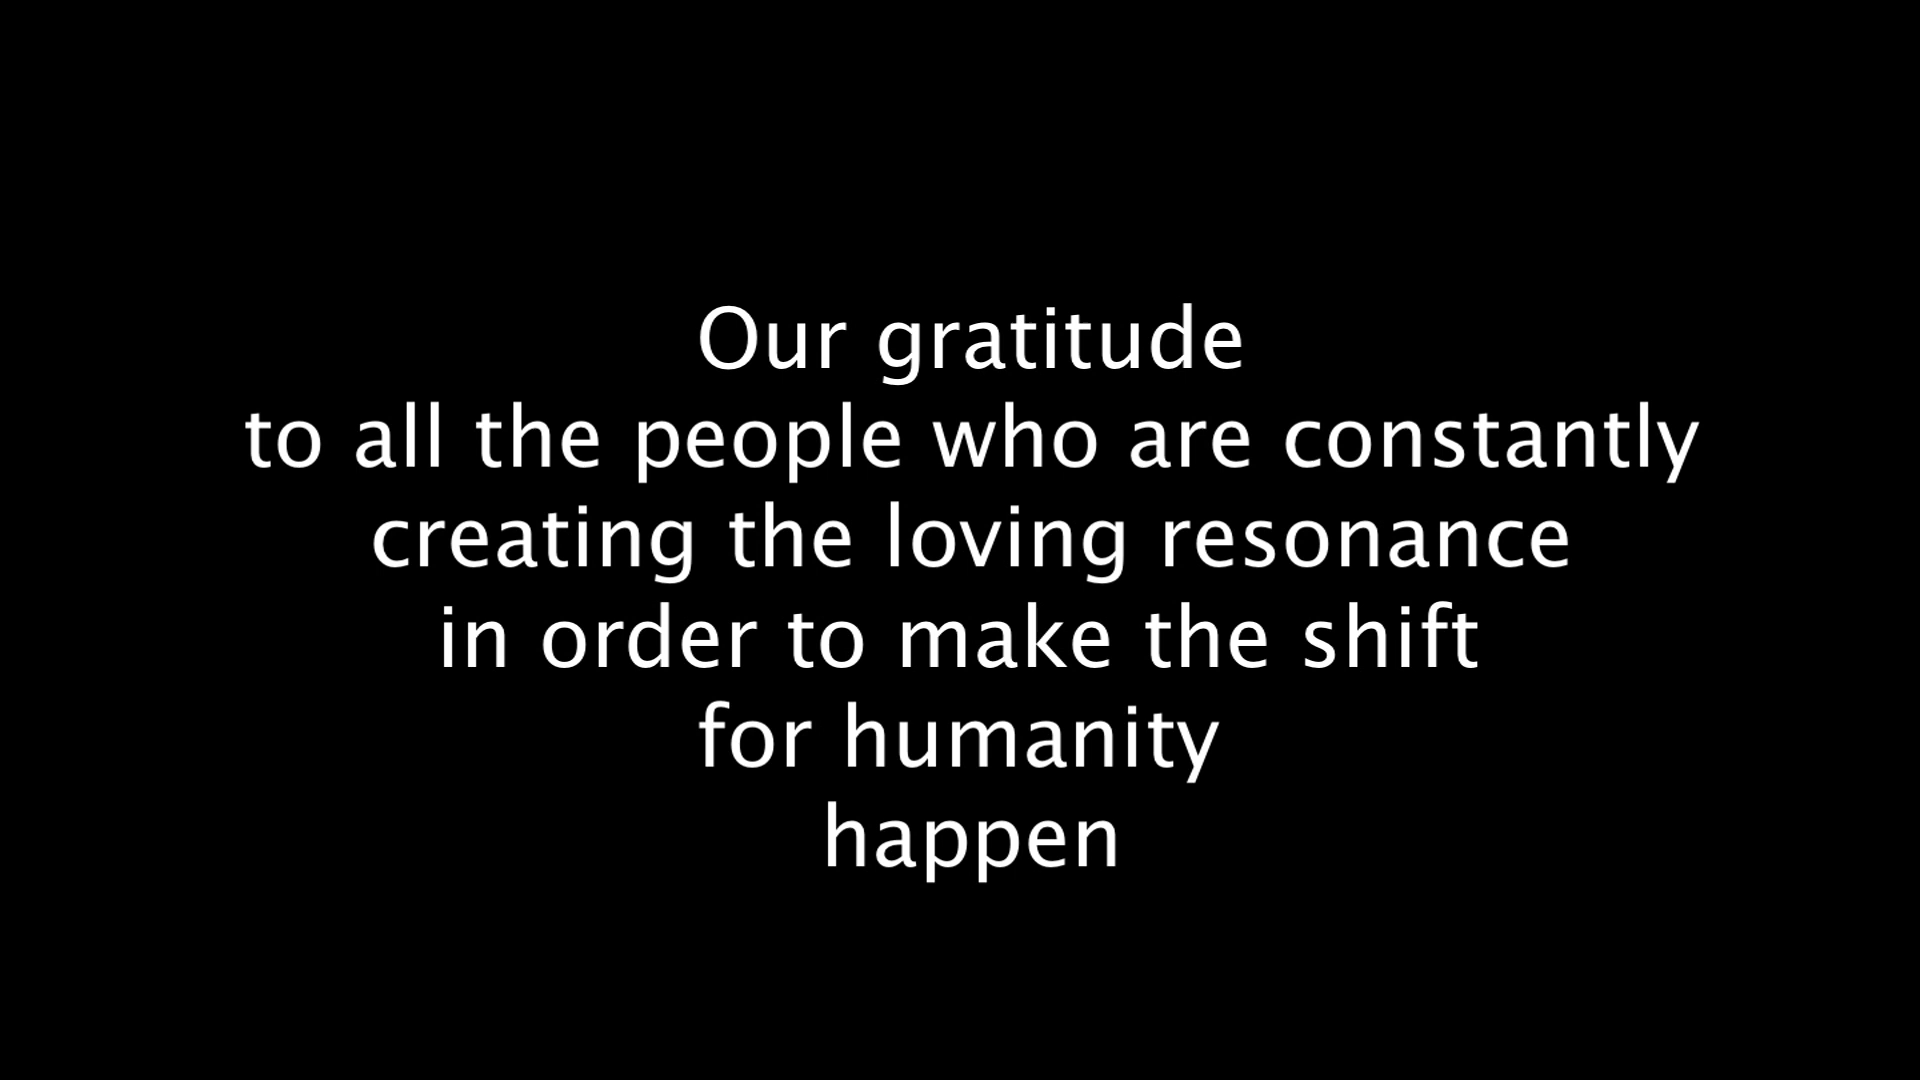 Our gratitude
to all the people who are constantly
creating the loving resonance
in order to make the shift
for humanity
happen